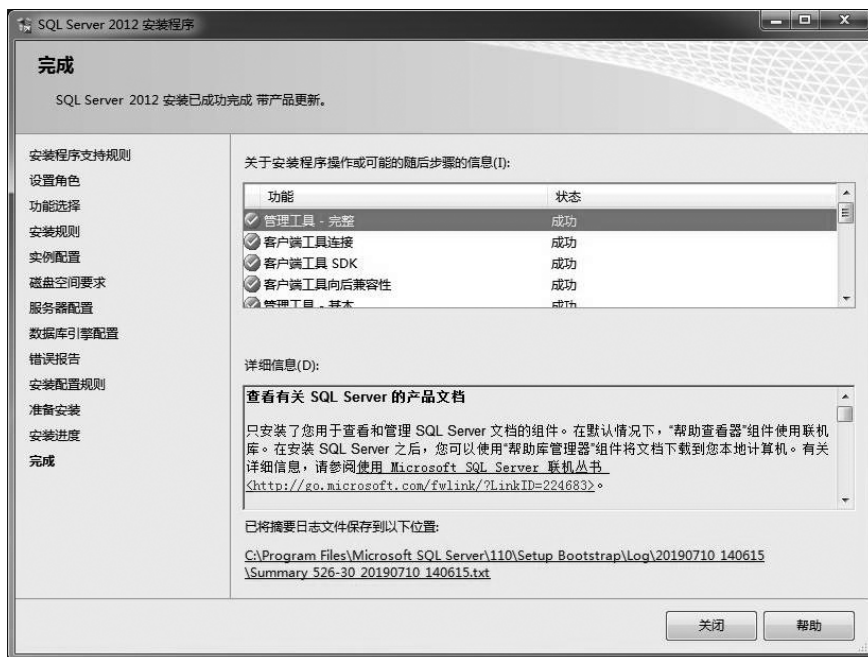 SQL Server 2012 安装程序
完成
SQL Server 2012 安装已成功完成 带产品更新。
安装程序支持规则
设置角色
功能选择
安装规则
实例配置
磁盘空间要求
服务器配置
数据库引擎配置
错误报告
安装配置规则
准备安装
安装进度
完成
关于安装程序操作或可能的随后步骤的信息(I):
功能 状态
管理工具 - 完整 成功
客户端工具连接 成功
客户端工具 SDK 成功
客户端工具向后兼容性 成功
管理工具 - 基本 成功
详细信息(D):
查看有关 SQL Server 的产品文档
只安装了您用于查看和管理 SQL Server 文档的组件。在默认情况下，“帮助查看器”组件使用联机
库。在安装 SQL Server 之后，您可以使用“帮助库管理器”组件将文档下载到您本地计算机。有关
详细信息，请参阅使用 Microsoft SQL Server 联机丛书
<http://go.microsoft.com/fwlink/?LinkID=224683>。
已将摘要日志文件保存到以下位置:
C:\Program Files\Microsoft SQL Server\110\Setup Bootstrap\Log\20190710_140615
\Summary_526-30_20190710_140615.txt
关闭 帮助